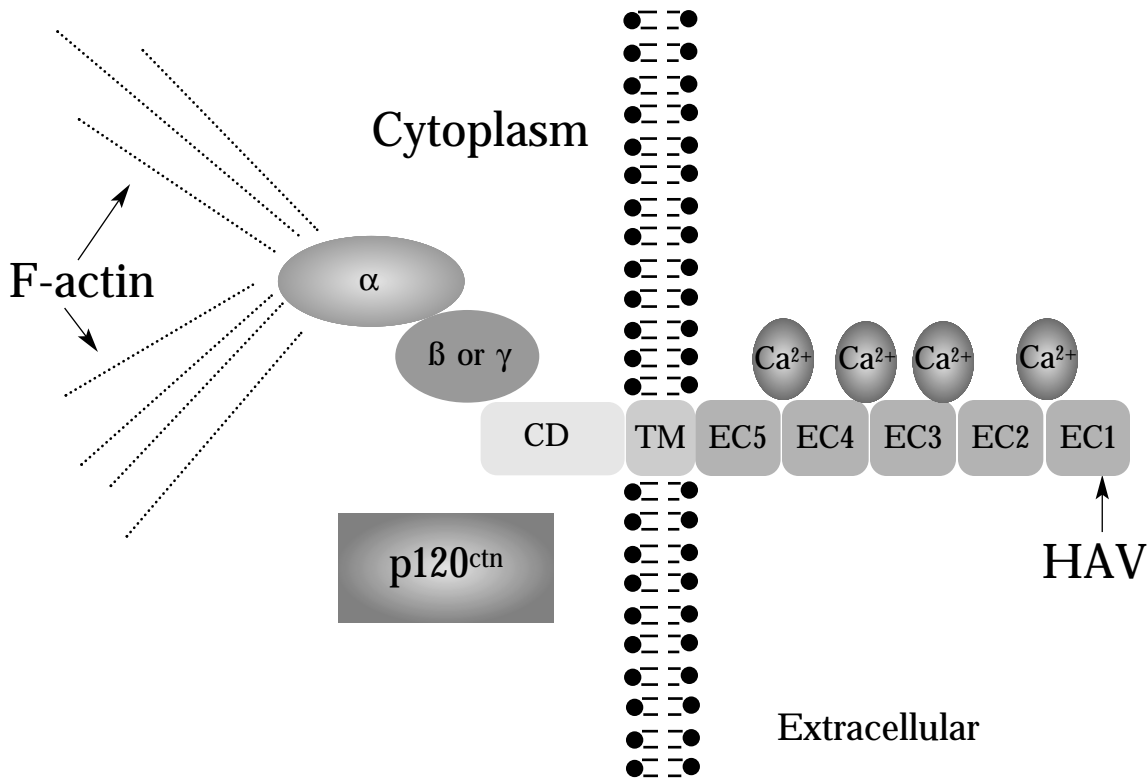 Cytoplasm
F-actin
α
ß or γ
Ca²⁺ Ca²⁺ Ca²⁺ Ca²⁺
CD TM EC5 EC4 EC3 EC2 EC1
p120ᶜᵗⁿ
HAV
Extracellular